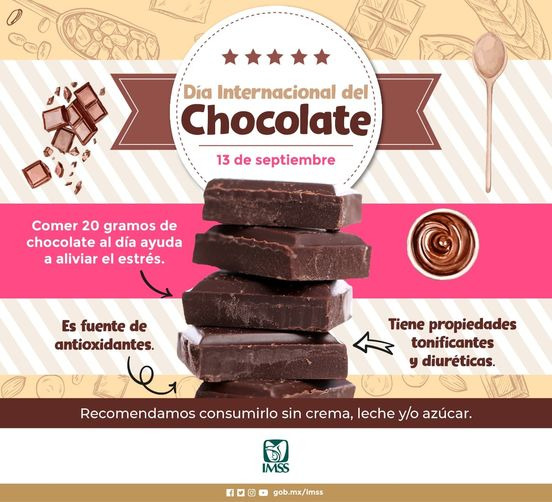 Día Internacional del
Chocolate
13 de septiembre
Comer 20 gramos de
chocolate al día ayuda
a aliviar el estrés.
Es fuente de
antioxidantes.
Tiene propiedades
tonificantes
y diuréticas.
Recomendamos consumirlo sin crema, leche y/o azúcar.
IMSS
gob.mx/imss